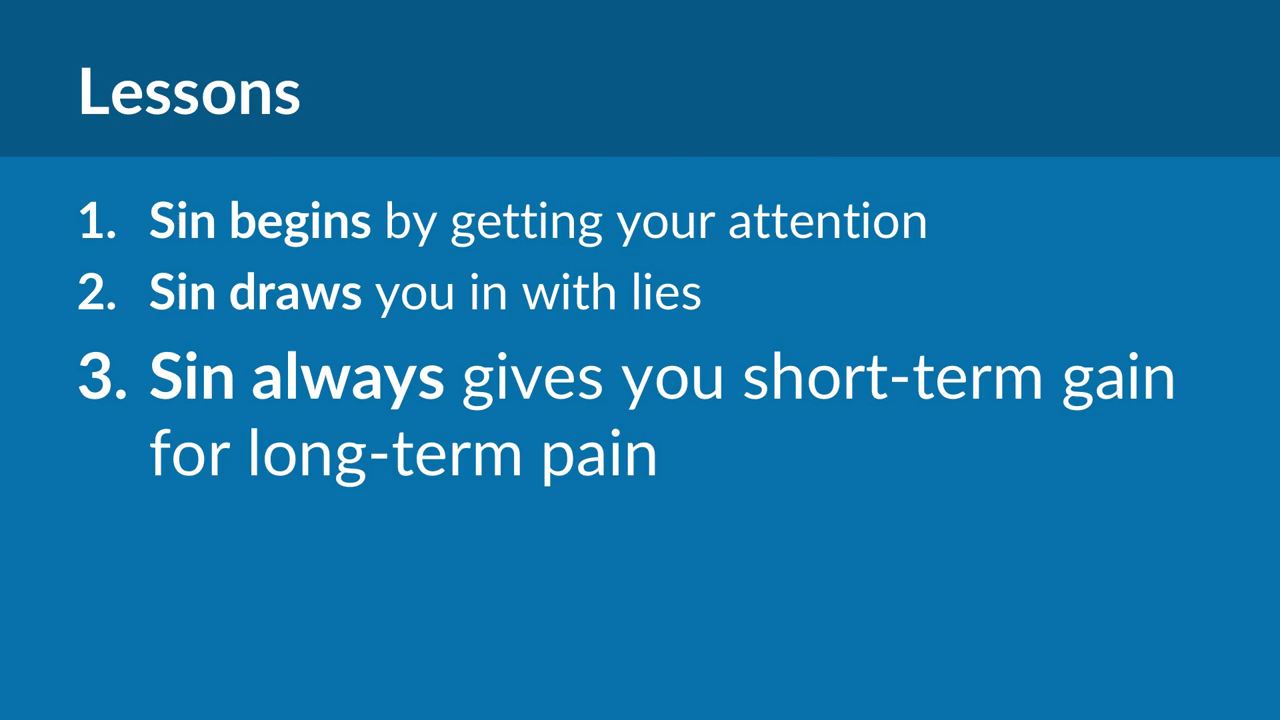 Lessons
1. Sin begins by getting your attention
2. Sin draws you in with lies
3. Sin always gives you short-term gain
for long-term pain